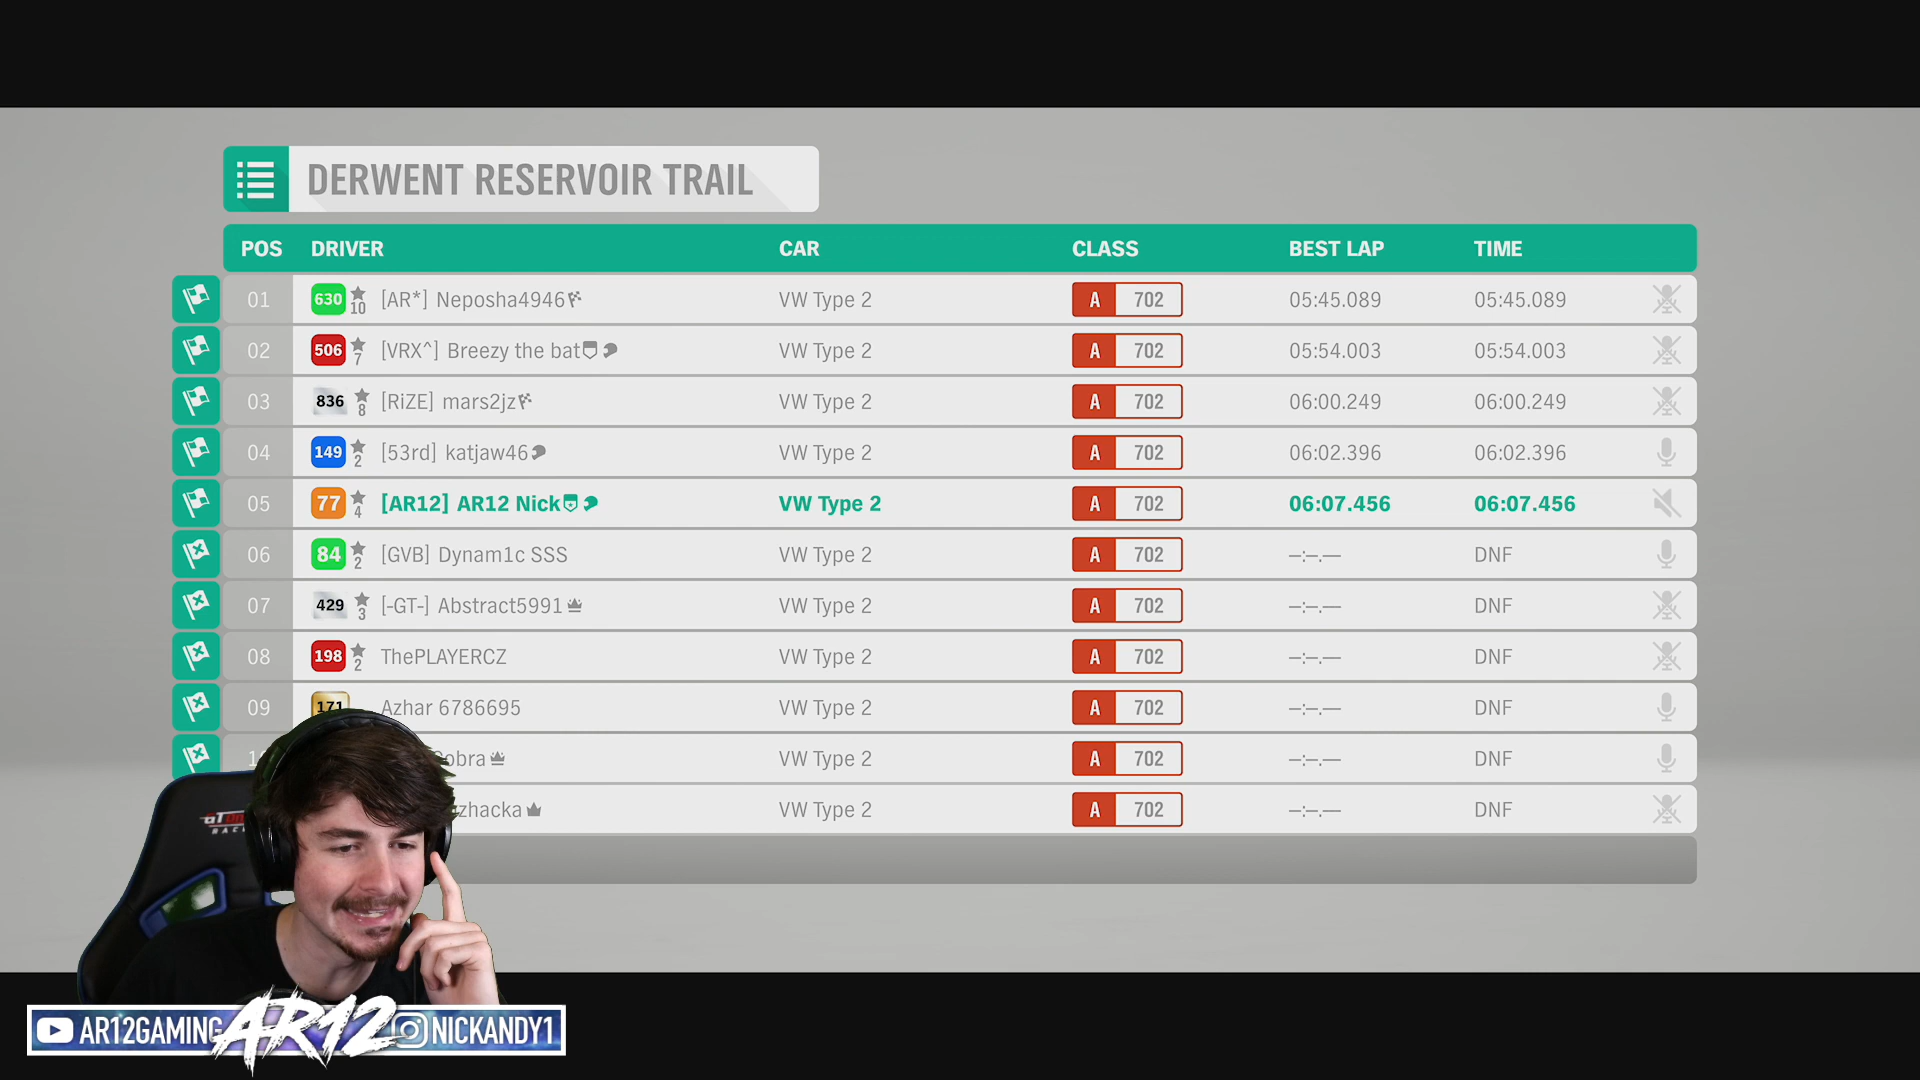 DERWENT RESERVOIR TRAIL
POS DRIVER CAR CLASS BEST LAP TIME
01 630 10 [AR*] Neposha4946 VW Type 2 A 702 05:45.089 05:45.089
02 506 7 [VRX^] Breezy the bat VW Type 2 A 702 05:54.003 05:54.003
03 836 8 [RiZE] mars2jz VW Type 2 A 702 06:00.249 06:00.249
04 149 2 [53rd] katjaw46 VW Type 2 A 702 06:02.396 06:02.396
05 77 4 [AR12] AR12 Nick VW Type 2 A 702 06:07.456 06:07.456
06 84 2 [GVB] Dynam1c SSS VW Type 2 A 702 --:--.--- DNF
07 429 3 [-GT-] Abstract5991 VW Type 2 A 702 --:--.--- DNF
08 198 2 ThePLAYERCZ VW Type 2 A 702 --:--.--- DNF
09 171 Azhar 6786695 VW Type 2 A 702 --:--.--- DNF
VW Type 2 A 702 --:--.--- DNF
VW Type 2 A 702 --:--.--- DNF
AR12GAMING AR12 NICKANDY1